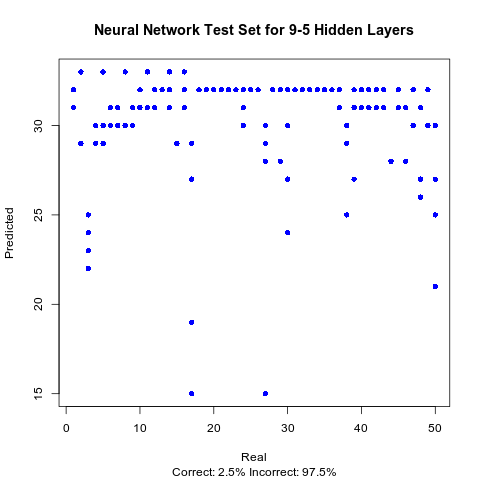 Neural Network Test Set for 9-5 Hidden Layers
Predicted
30
25
20
15
0 10 20 30 40 50
Real
Correct: 2.5% Incorrect: 97.5%